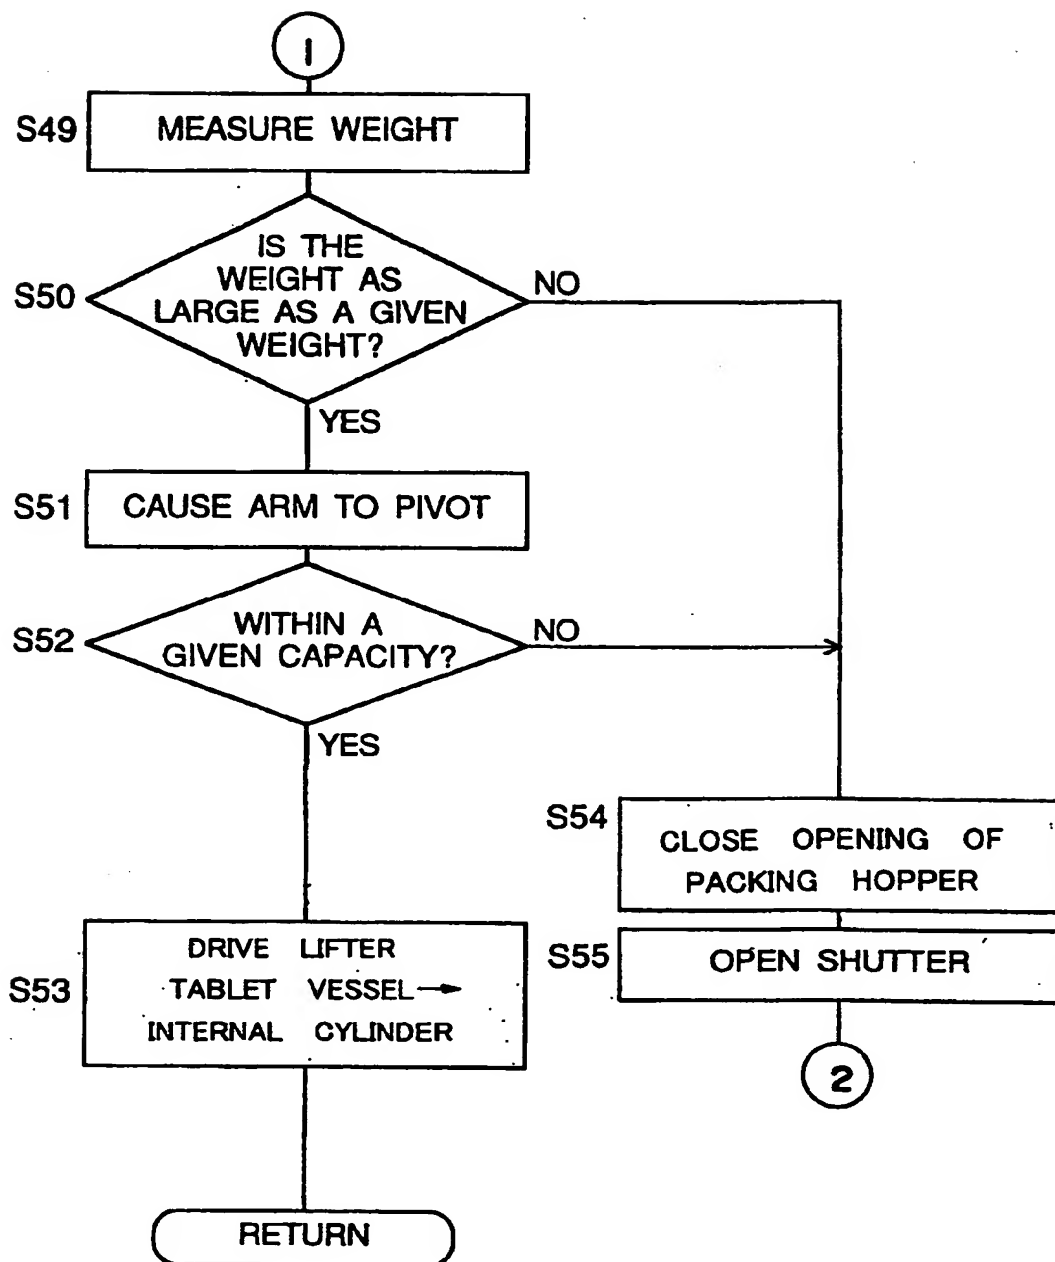 1
S49
MEASURE WEIGHT
IS THE
WEIGHT AS
LARGE AS A GIVEN
WEIGHT?
S50
NO
YES
S51
CAUSE ARM TO PIVOT
S52
WITHIN A
GIVEN CAPACITY?
NO
YES
S54
CLOSE OPENING OF
PACKING HOPPER
S53
DRIVE LIFTER
TABLET VESSEL→
INTERNAL CYLINDER
S55
OPEN SHUTTER
2
RETURN